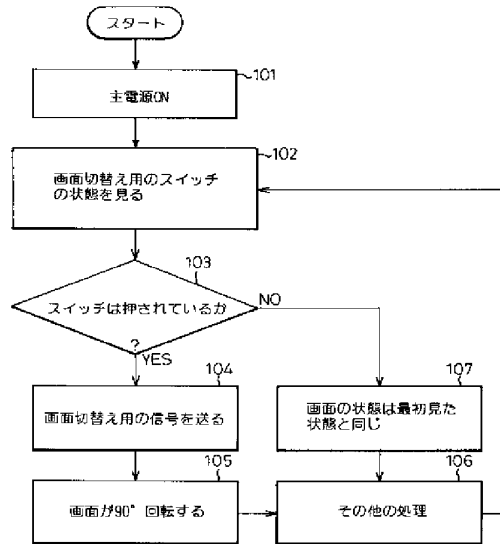 スタート
101
主電源ON
102
画面切替え用のスイッチ
の状態を見る
103
スイッチは押されているか
?
NO
YES
104
画面切替え用の信号を送る
107
画面の状態は最初見た
状態と同じ
105
画面が90°回転する
106
その他の処理